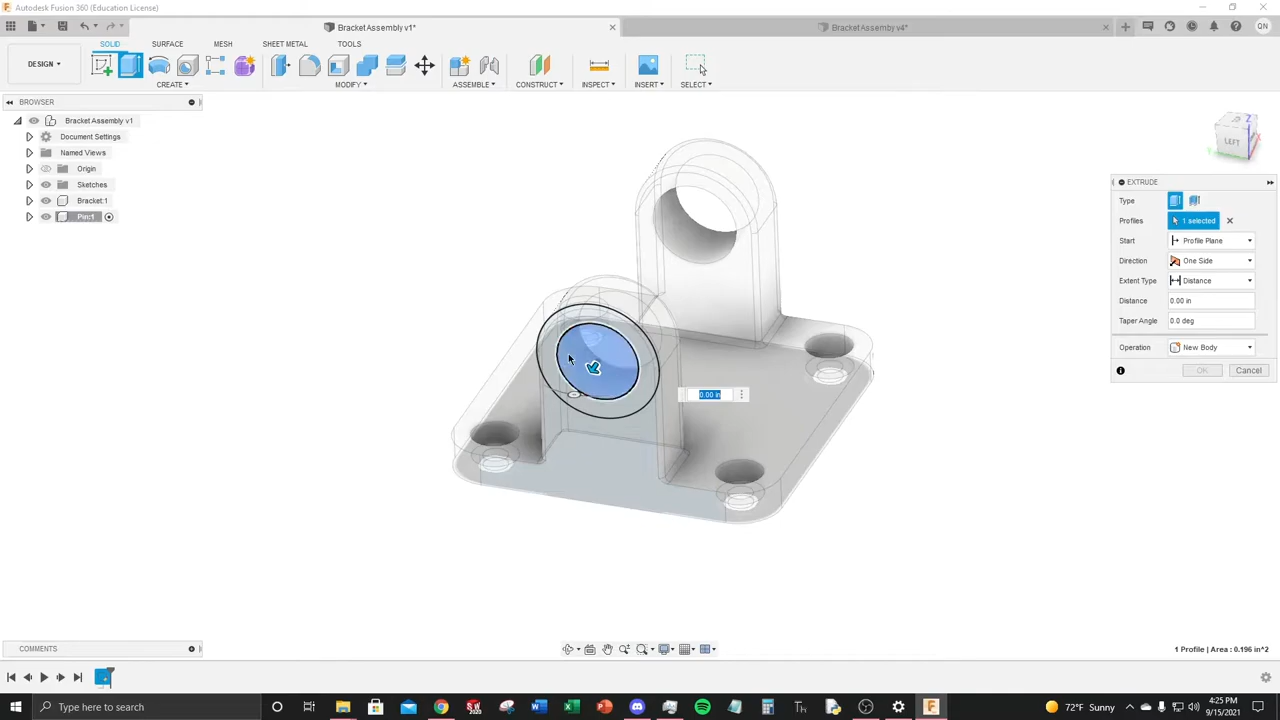 Autodesk Fusion 360 (Education License)
Bracket Assembly v1*
Bracket Assembly v4*
QN
DESIGN
SOLID
SURFACE
MESH
SHEET METAL
TOOLS
CREATE
MODIFY
ASSEMBLE
CONSTRUCT
INSPECT
INSERT
SELECT
BROWSER
Bracket Assembly v1
Document Settings
Named Views
Origin
Sketches
Bracket:1
Pin:1
LEFT
Z
EXTRUDE
Type
Profiles 1 selected
Start Profile Plane
Direction One Side
Extent Type Distance
Distance 0.00 in
Taper Angle 0.0 deg
Operation New Body
OK Cancel
0.00 in
COMMENTS
1 Profile | Area : 0.196 in^2
Type here to search
72°F Sunny
4:25 PM
9/15/2021